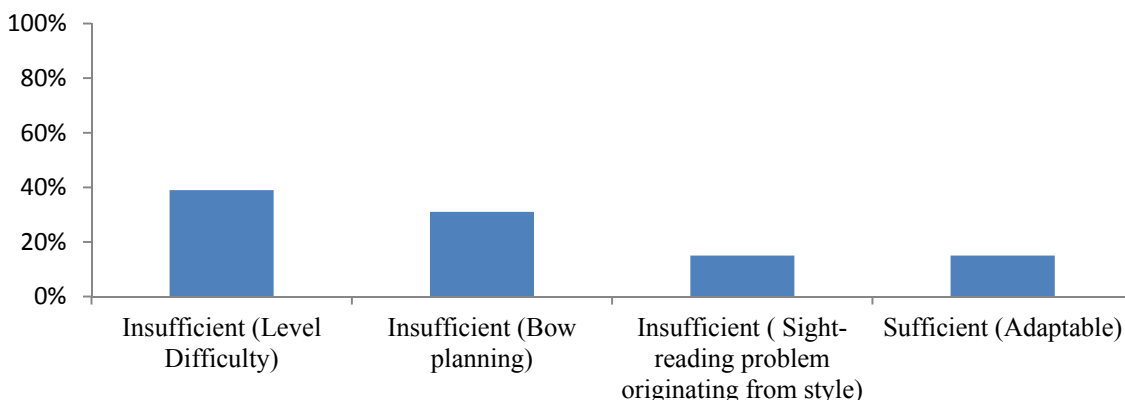 100%
80%
60%
40%
20%
0%
Insufficient (Level
Difficulty)
Insufficient (Bow
planning)
Insufficient ( Sight-
reading problem
originating from style)
Sufficient (Adaptable)